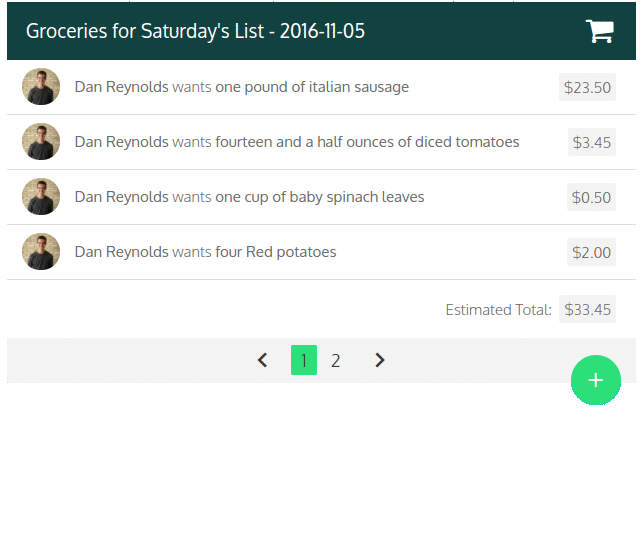 Groceries for Saturday's List - 2016-11-05
Dan Reynolds wants one pound of italian sausage $23.50
Dan Reynolds wants fourteen and a half ounces of diced tomatoes $3.45
Dan Reynolds wants one cup of baby spinach leaves $0.50
Dan Reynolds wants four Red potatoes $2.00
Estimated Total: $33.45
1 2
+